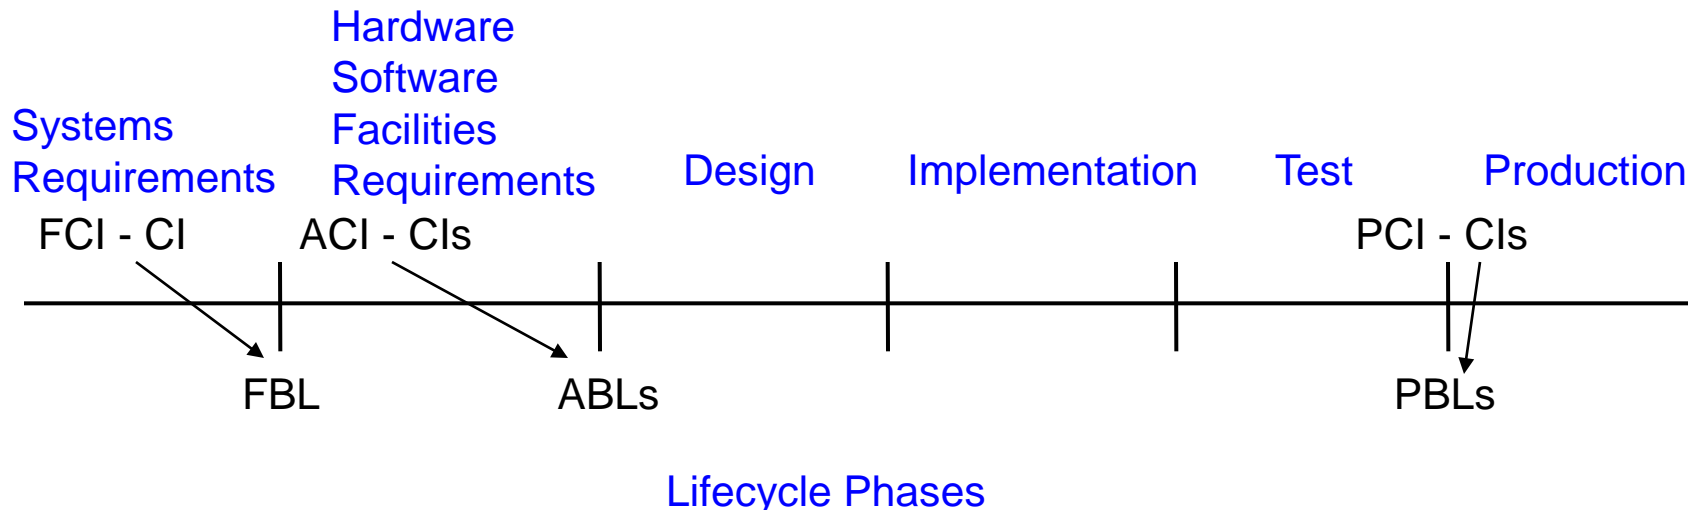 Systems
Requirements
Hardware
Software
Facilities
Requirements
Design
Implementation
Test
Production
FCI - CI
ACI - CIs
PCI - CIs
FBL
ABLs
PBLs
Lifecycle Phases